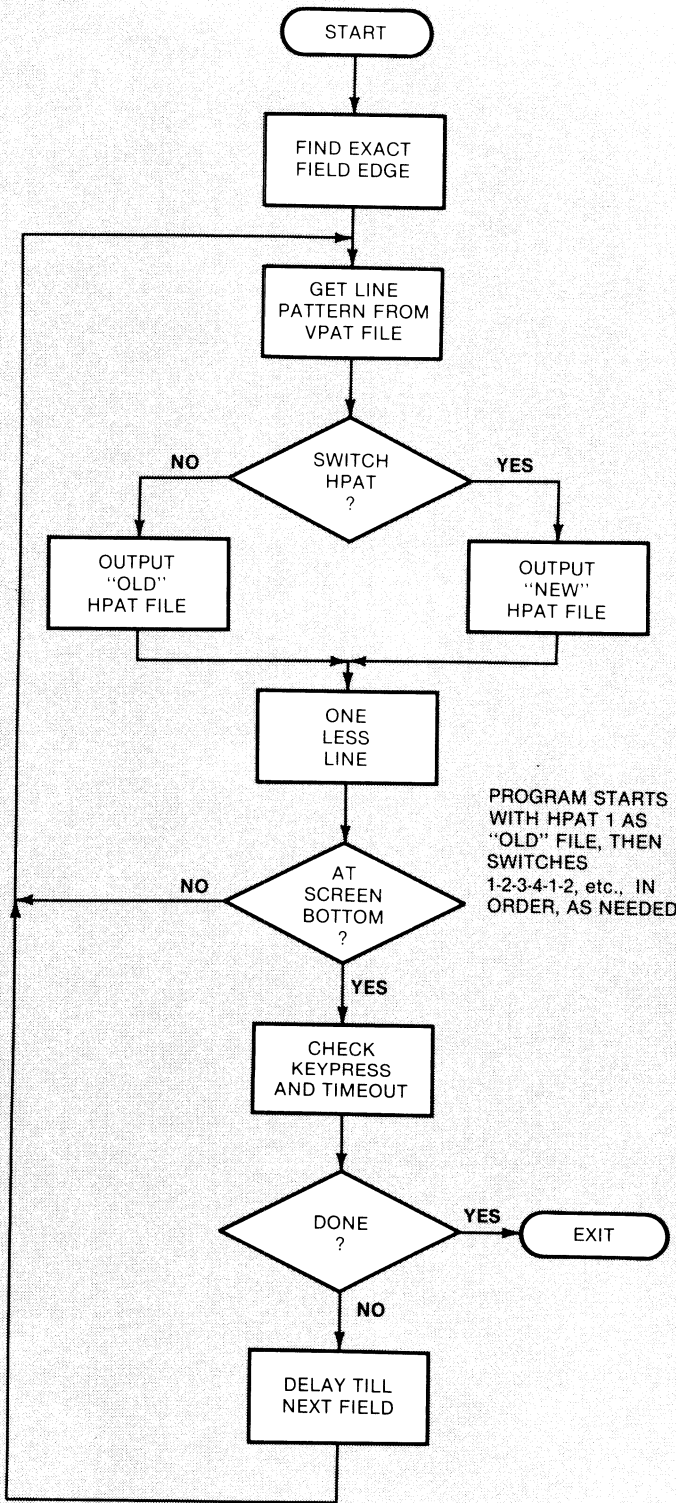 START
FIND EXACT
FIELD EDGE
GET LINE
PATTERN FROM
VPAT FILE
SWITCH
HPAT
?
NO
YES
OUTPUT
“OLD”
HPAT FILE
OUTPUT
“NEW”
HPAT FILE
ONE
LESS
LINE
PROGRAM STARTS
WITH HPAT 1 AS
“OLD” FILE, THEN
SWITCHES
1-2-3-4-1-2, etc., IN
ORDER, AS NEEDED
AT
SCREEN
BOTTOM
?
NO
YES
CHECK
KEYPRESS
AND TIMEOUT
DONE
?
YES
EXIT
NO
DELAY TILL
NEXT FIELD